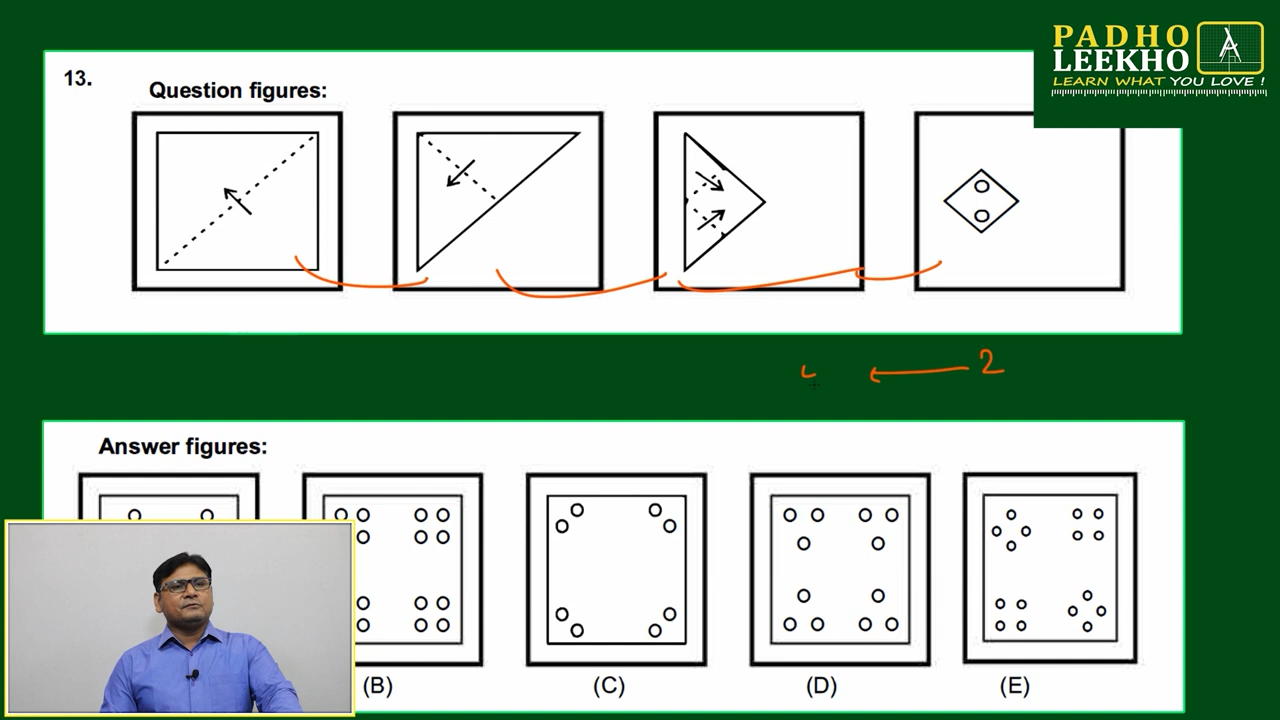 PADHO
LEEKHO
LEARN WHAT YOU LOVE !
13.
Question figures:
2
Answer figures:
(B)
(C)
(D)
(E)